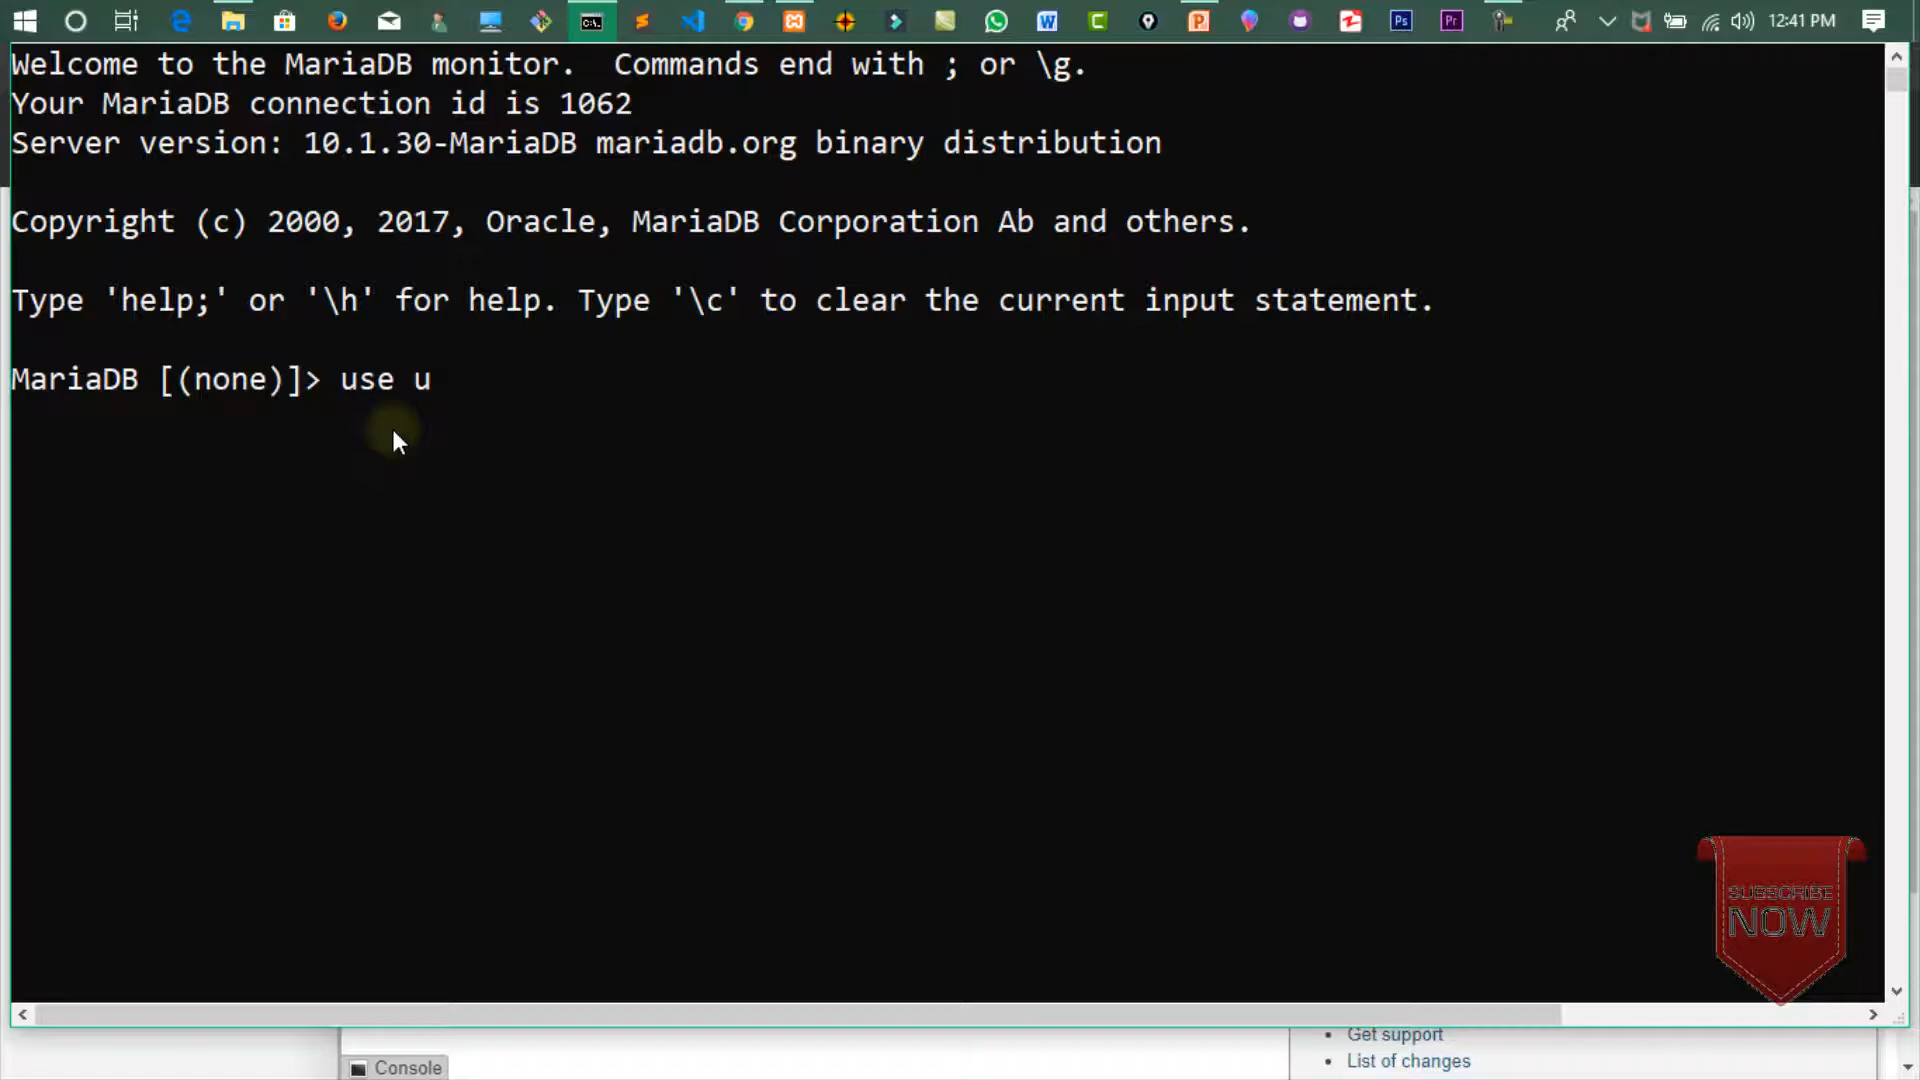 12:41 PM
Welcome to the MariaDB monitor.  Commands end with ; or \g.
Your MariaDB connection id is 1062
Server version: 10.1.30-MariaDB mariadb.org binary distribution
Copyright (c) 2000, 2017, Oracle, MariaDB Corporation Ab and others.
Type 'help;' or '\h' for help. Type '\c' to clear the current input statement.
MariaDB [(none)]> use u
SUBSCRIBE
NOW
Get support
List of changes
Console